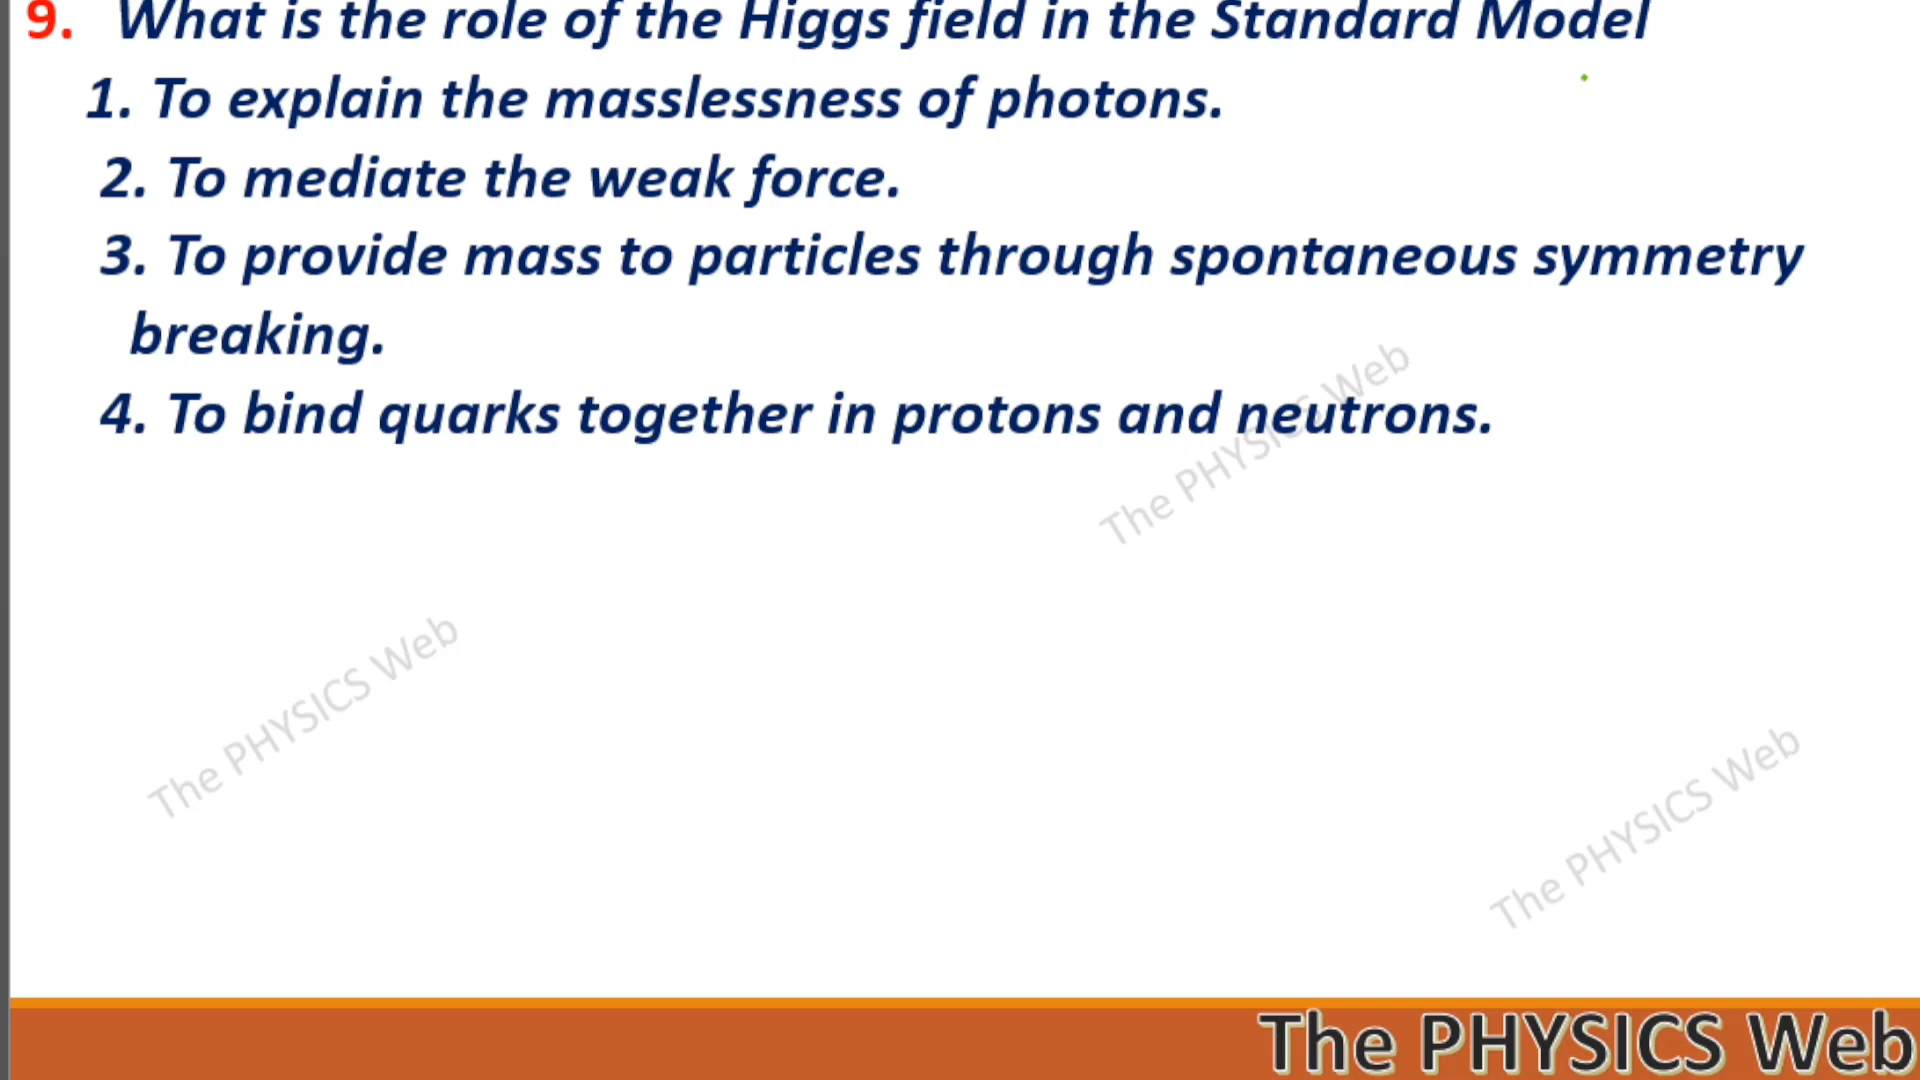 9. What is the role of the Higgs field in the Standard Model
1. To explain the masslessness of photons.
2. To mediate the weak force.
3. To provide mass to particles through spontaneous symmetry
breaking.
4. To bind quarks together in protons and neutrons.
The PHYSICS Web
The PHYSICS Web
The PHYSICS Web
The PHYSICS Web